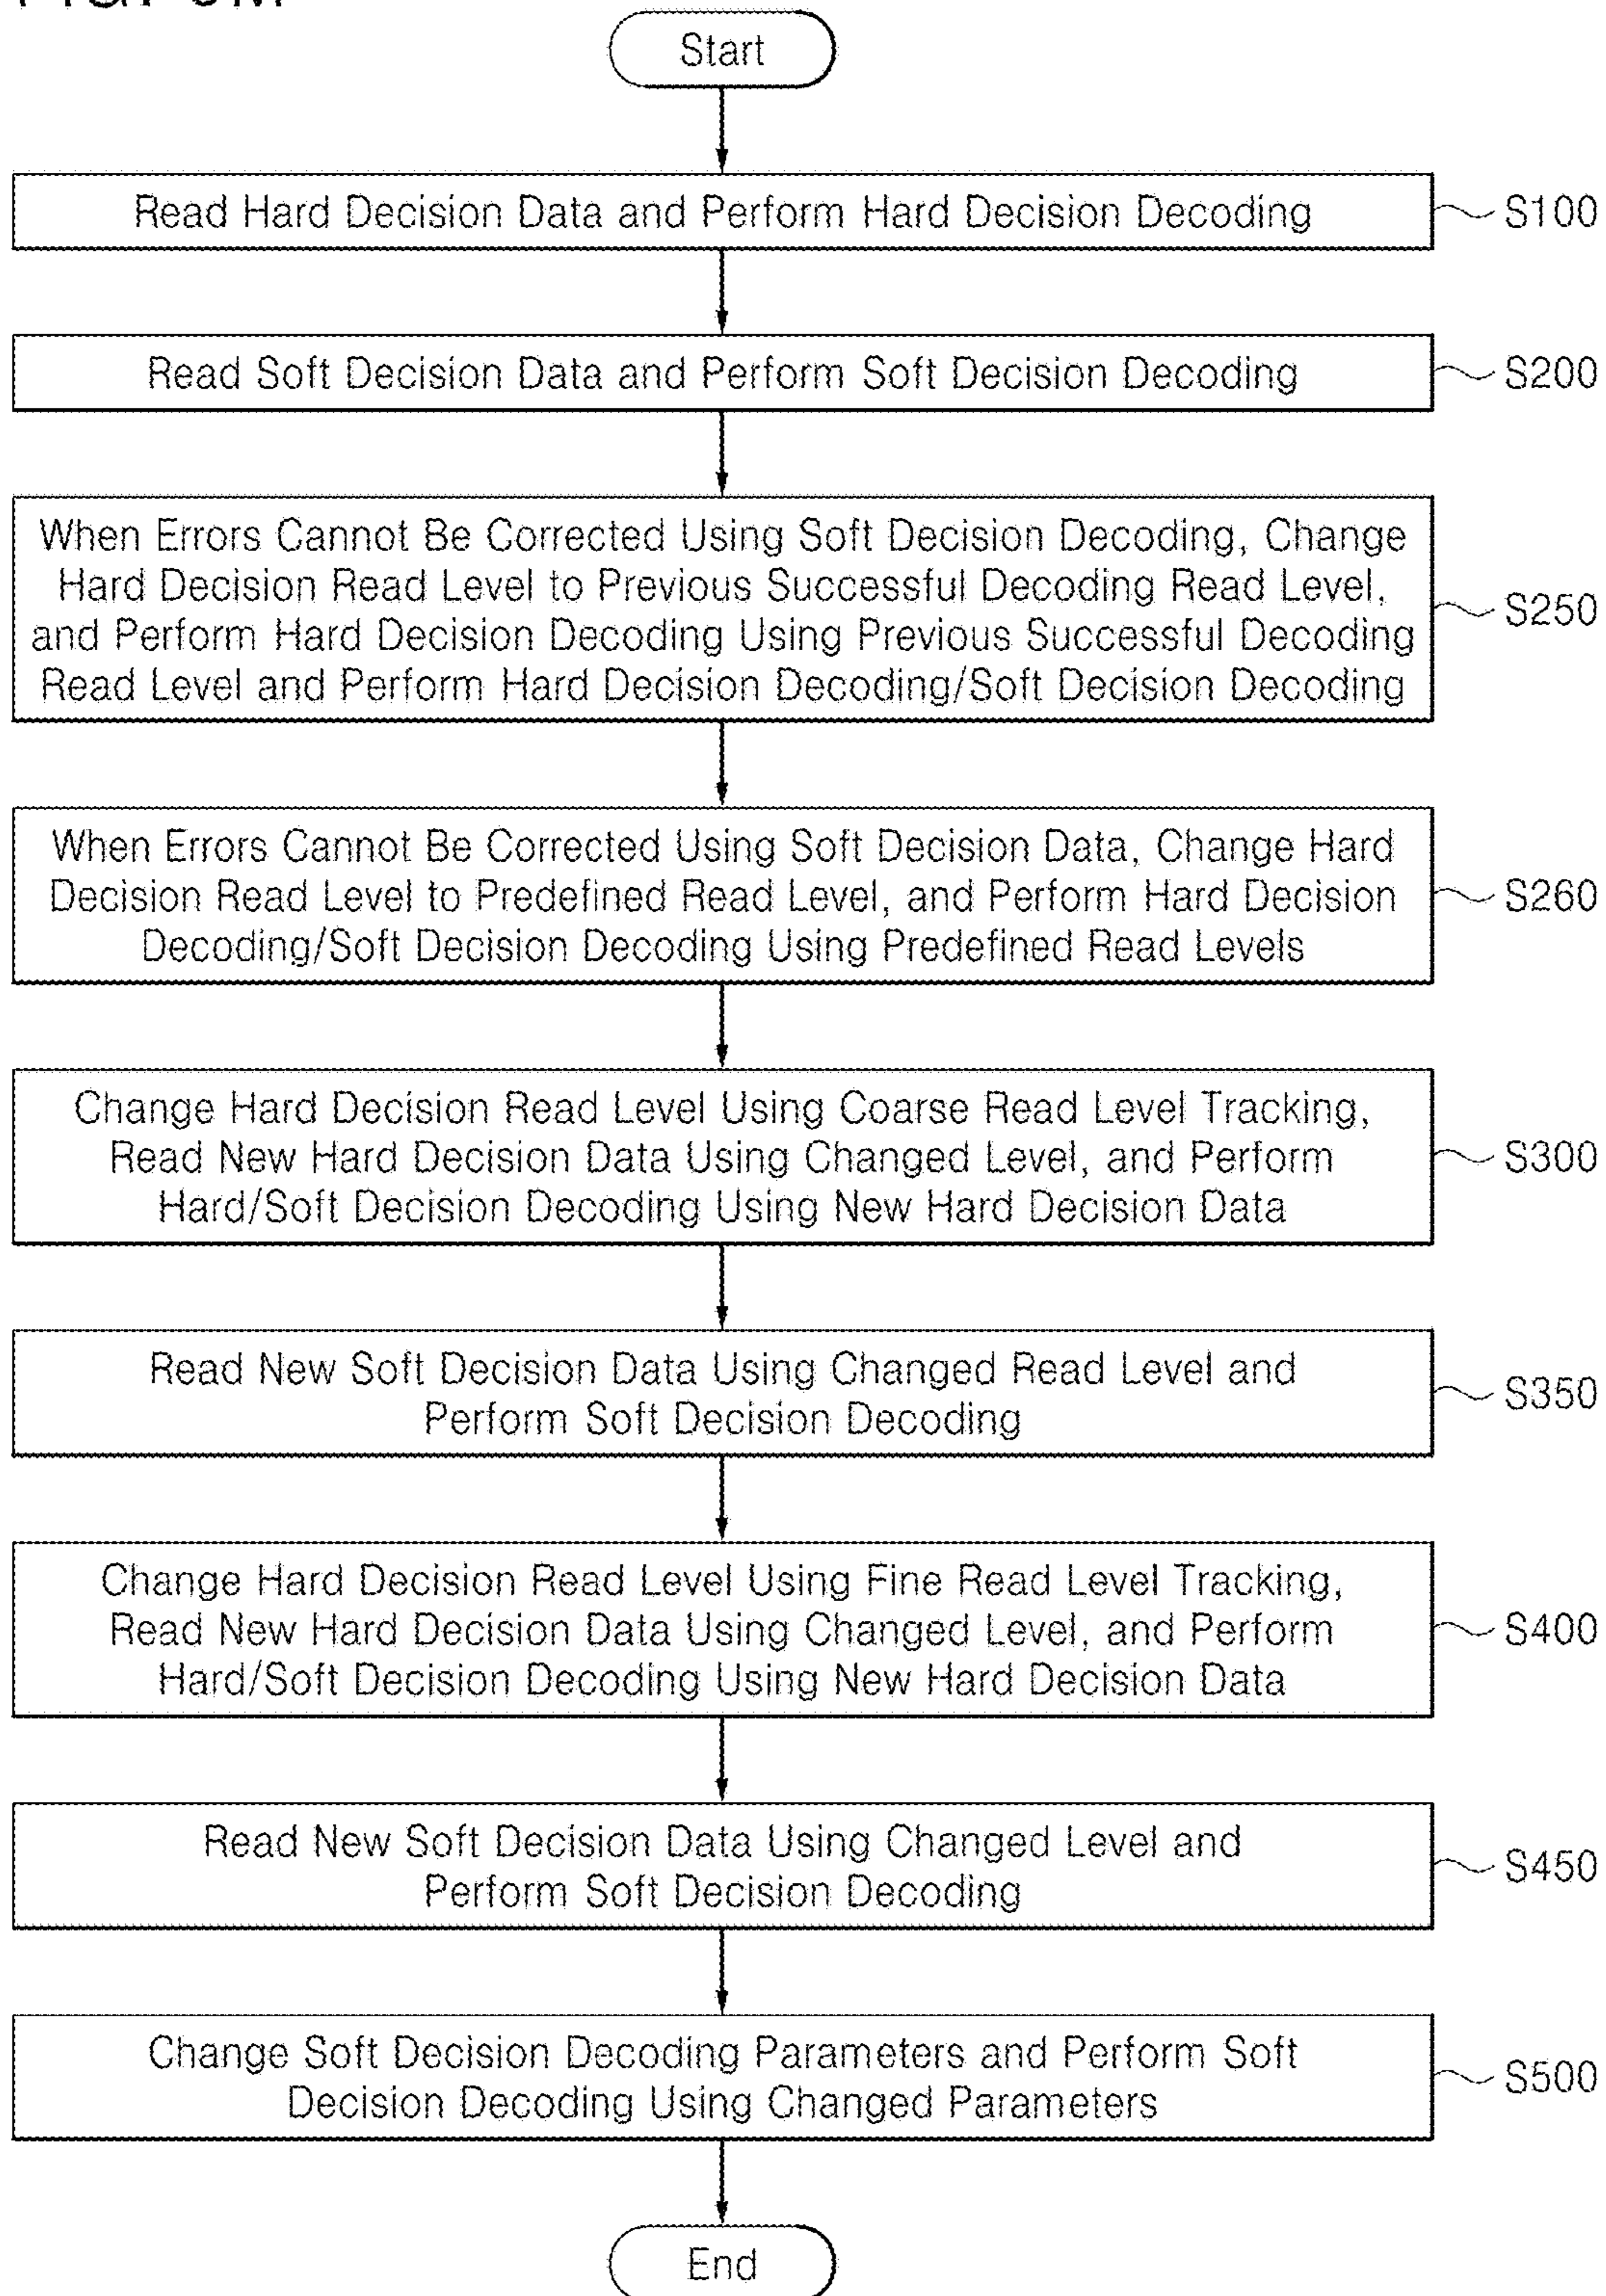 Start
Read Hard Decision Data and Perform Hard Decision Decoding
S100
Read Soft Decision Data and Perform Soft Decision Decoding
S200
When Errors Cannot Be Corrected Using Soft Decision Decoding, Change
Hard Decision Read Level to Previous Successful Decoding Read Level,
and Perform Hard Decision Decoding Using Previous Successful Decoding
Read Level and Perform Hard Decision Decoding/Soft Decision Decoding
S250
When Errors Cannot Be Corrected Using Soft Decision Data, Change Hard
Decision Read Level to Predefined Read Level, and Perform Hard Decision
Decoding/Soft Decision Decoding Using Predefined Read Levels
S260
Change Hard Decision Read Level Using Coarse Read Level Tracking,
Read New Hard Decision Data Using Changed Level, and Perform
Hard/Soft Decision Decoding Using New Hard Decision Data
S300
Read New Soft Decision Data Using Changed Read Level and
Perform Soft Decision Decoding
S350
Change Hard Decision Read Level Using Fine Read Level Tracking,
Read New Hard Decision Data Using Changed Level, and Perform
Hard/Soft Decision Decoding Using New Hard Decision Data
S400
Read New Soft Decision Data Using Changed Level and
Perform Soft Decision Decoding
S450
Change Soft Decision Decoding Parameters and Perform Soft
Decision Decoding Using Changed Parameters
S500
End